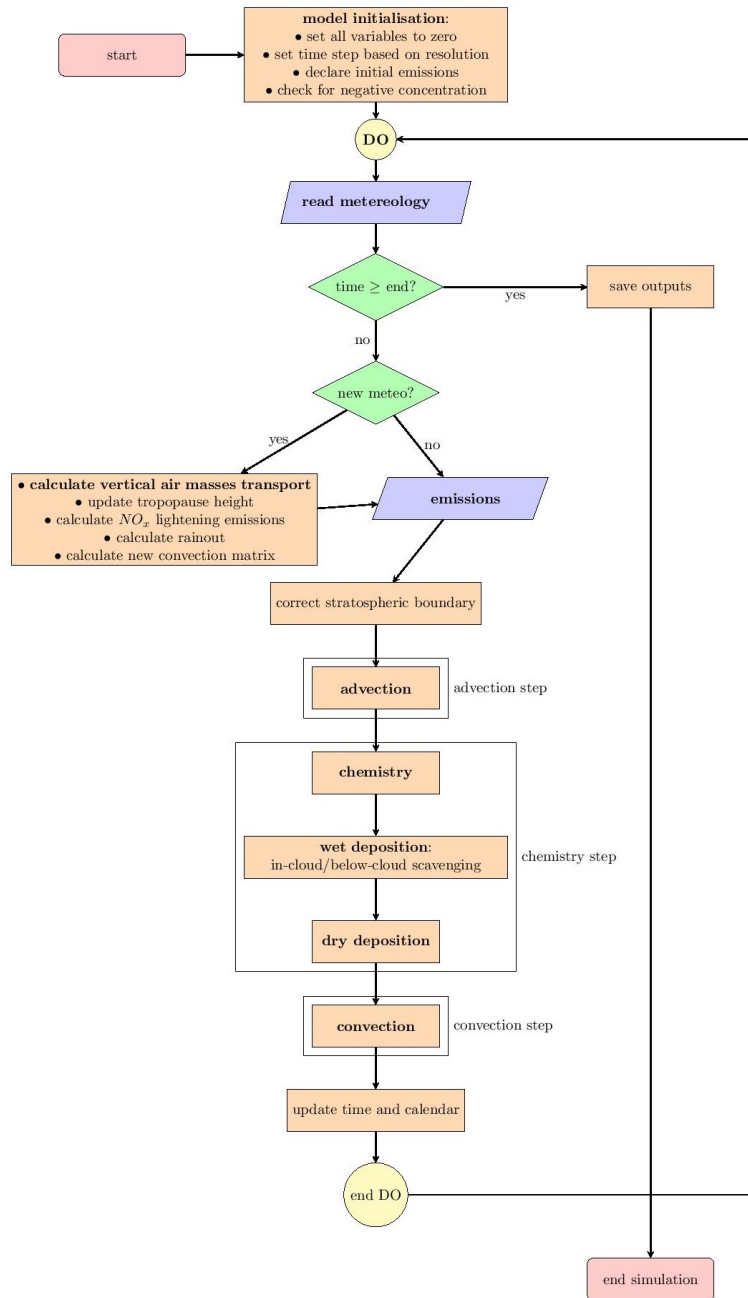 start
model initialisation:
• set all variables to zero
• set time step based on resolution
• declare initial emissions
• check for negative concentration
DO
read metereology
time ≥ end?
yes
save outputs
no
new meteo?
yes
no
• calculate vertical air masses transport
• update tropopause height
• calculate NOₓ lightening emissions
• calculate rainout
• calculate new convection matrix
emissions
correct stratospheric boundary
advection
advection step
chemistry
wet deposition:
in-cloud/below-cloud scavenging
chemistry step
dry deposition
convection
convection step
update time and calendar
end DO
end simulation